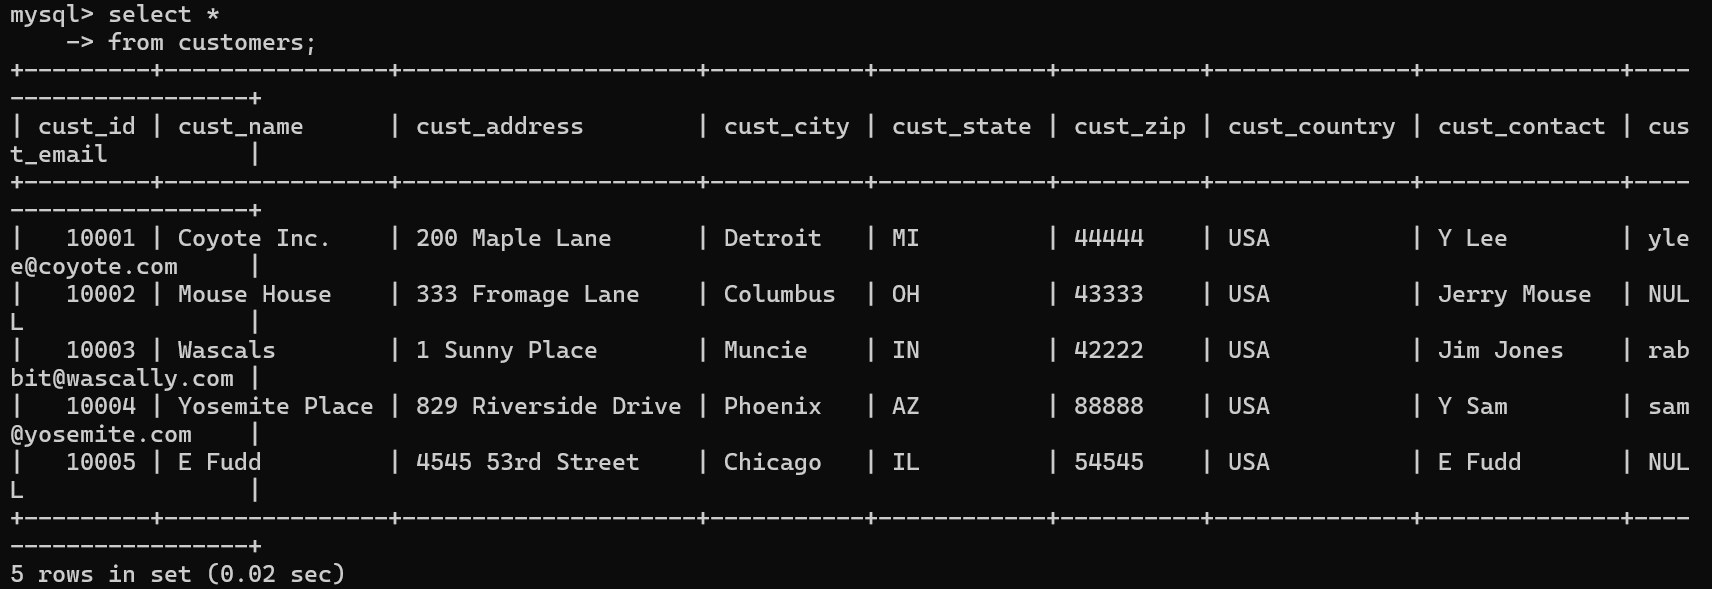 mysql> select *
    -> from customers;
+---------+----------------+---------------------+-----------+------------+----------+--------------+--------------+----
-----------------+
| cust_id | cust_name      | cust_address        | cust_city | cust_state | cust_zip | cust_country | cust_contact | cus
t_email          |
+---------+----------------+---------------------+-----------+------------+----------+--------------+--------------+----
-----------------+
|   10001 | Coyote Inc.    | 200 Maple Lane      | Detroit   | MI         | 44444    | USA          | Y Lee        | yle
e@coyote.com     |
|   10002 | Mouse House    | 333 Fromage Lane    | Columbus  | OH         | 43333    | USA          | Jerry Mouse  | NUL
L                |
|   10003 | Wascals        | 1 Sunny Place       | Muncie    | IN         | 42222    | USA          | Jim Jones    | rab
bit@wascally.com |
|   10004 | Yosemite Place | 829 Riverside Drive | Phoenix   | AZ         | 88888    | USA          | Y Sam        | sam
@yosemite.com    |
|   10005 | E Fudd         | 4545 53rd Street    | Chicago   | IL         | 54545    | USA          | E Fudd       | NUL
L                |
+---------+----------------+---------------------+-----------+------------+----------+--------------+--------------+----
-----------------+
5 rows in set (0.02 sec)